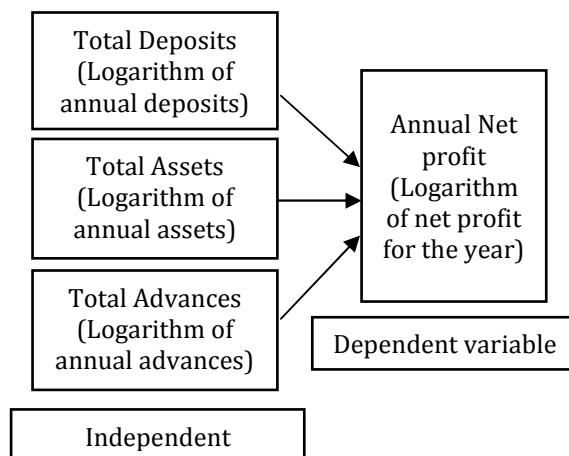 Total Deposits
(Logarithm of
annual deposits)
Total Assets
(Logarithm of
annual assets)
Total Advances
(Logarithm of
annual advances)
Annual Net
profit
(Logarithm
of net profit
for the year)
Dependent variable
Independent